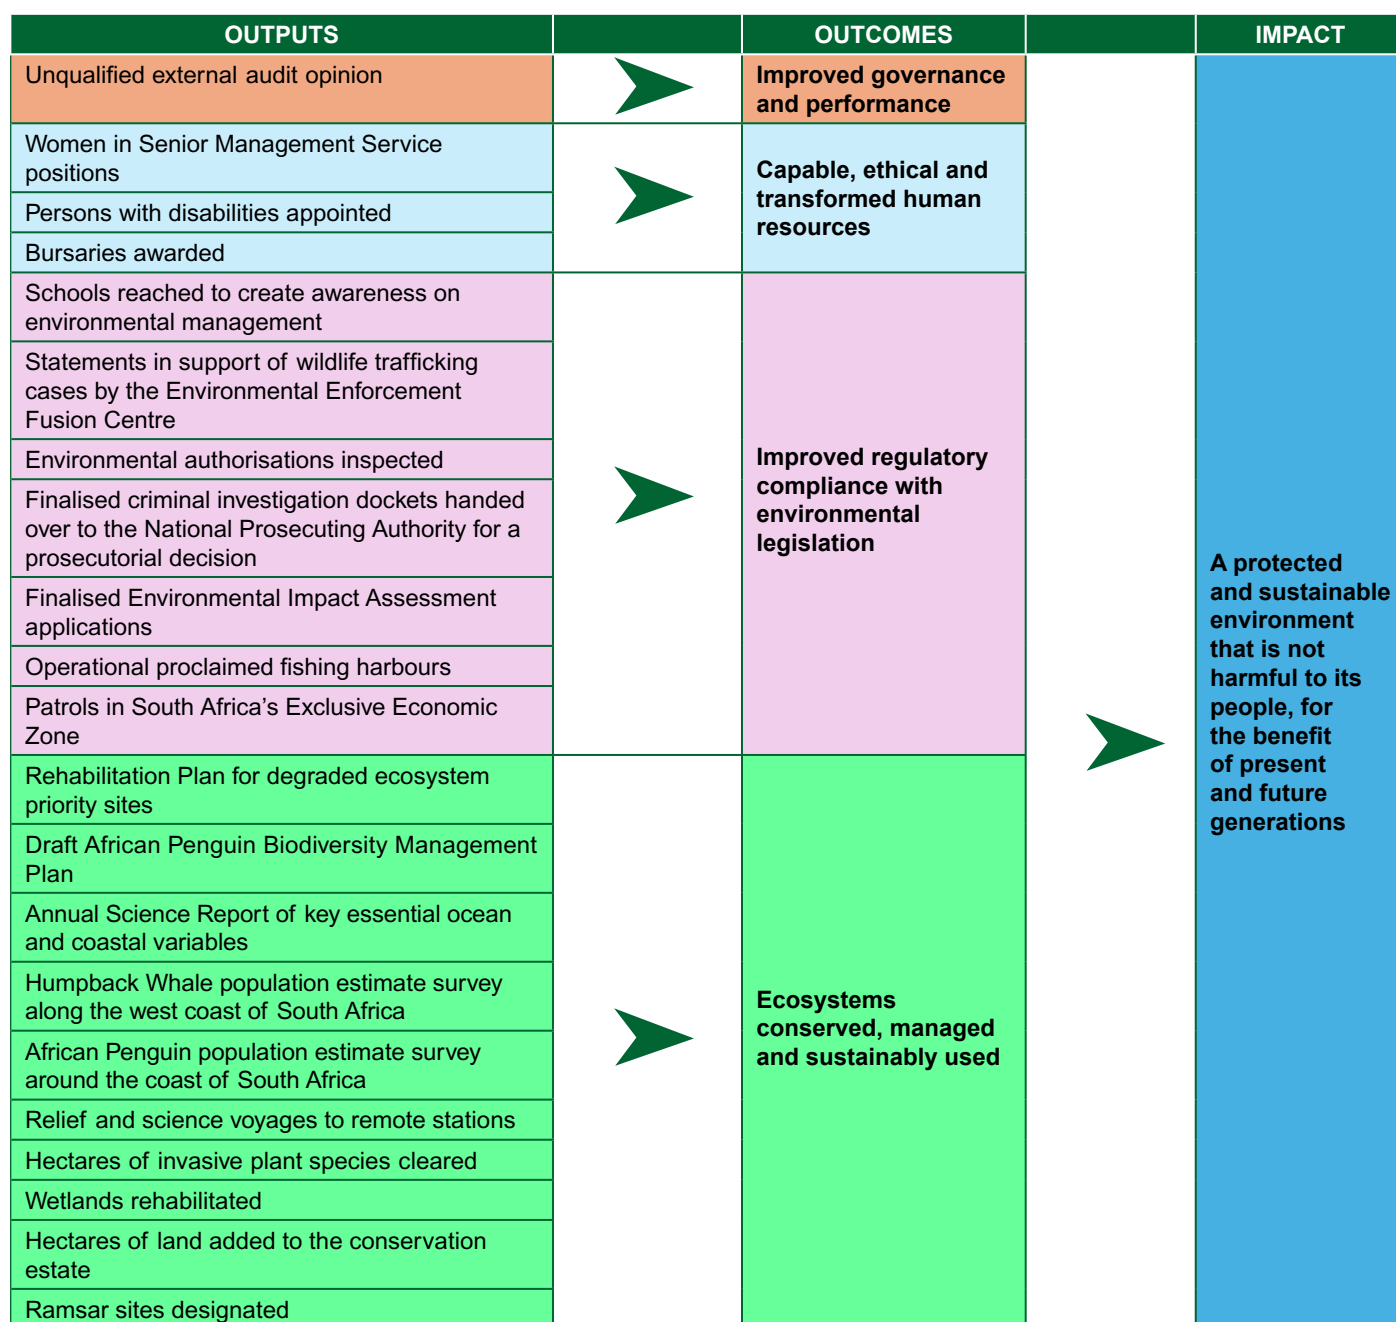 OUTPUTS
OUTCOMES
IMPACT
Unqualified external audit opinion
Improved governance
and performance
Women in Senior Management Service
positions
Persons with disabilities appointed
Bursaries awarded
Capable, ethical and
transformed human
resources
Schools reached to create awareness on
environmental management
Statements in support of wildlife trafficking
cases by the Environmental Enforcement
Fusion Centre
Environmental authorisations inspected
Finalised criminal investigation dockets handed
over to the National Prosecuting Authority for a
prosecutorial decision
Finalised Environmental Impact Assessment
applications
Operational proclaimed fishing harbours
Patrols in South Africa’s Exclusive Economic
Zone
Improved regulatory
compliance with
environmental
legislation
Rehabilitation Plan for degraded ecosystem
priority sites
Draft African Penguin Biodiversity Management
Plan
Annual Science Report of key essential ocean
and coastal variables
Humpback Whale population estimate survey
along the west coast of South Africa
African Penguin population estimate survey
around the coast of South Africa
Relief and science voyages to remote stations
Hectares of invasive plant species cleared
Wetlands rehabilitated
Hectares of land added to the conservation
estate
Ramsar sites designated
Ecosystems
conserved, managed
and sustainably used
A protected
and sustainable
environment
that is not
harmful to its
people, for
the benefit
of present
and future
generations